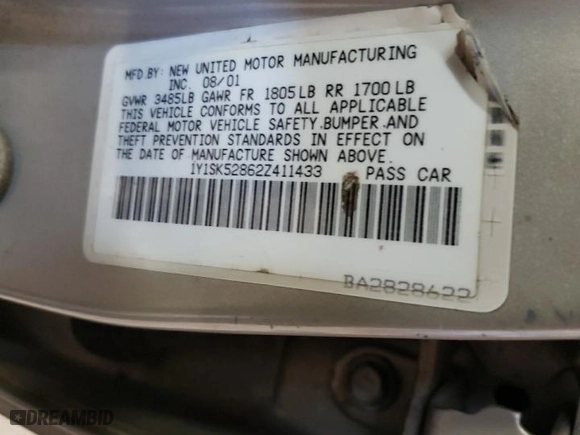 MFD.BY: NEW UNITED MOTOR MANUFACTURING
INC. 08/01
GVWR 3485LB GAWR FR 1805LB RR 1700LB
THIS VEHICLE CONFORMS TO ALL APPLICABLE
FEDERAL MOTOR VEHICLE SAFETY,BUMPER,AND
THEFT PREVENTION STANDARDS IN EFFECT ON
THE DATE OF MANUFACTURE SHOWN ABOVE.
1Y1SK52862Z411433 PASS CAR
BA2828622
DREAMBID